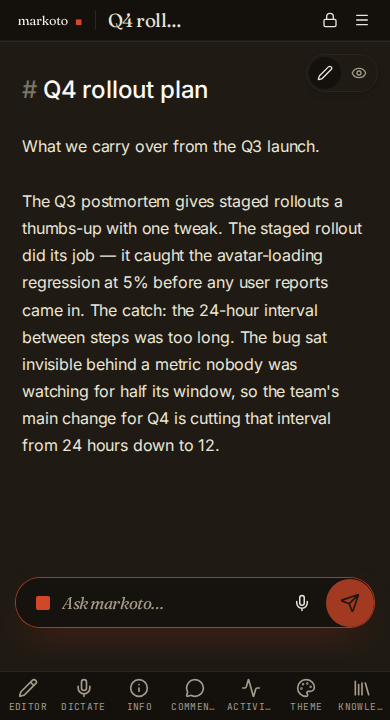 markoto
Q4 roll...
# Q4 rollout plan
What we carry over from the Q3 launch.
The Q3 postmortem gives staged rollouts a
thumbs-up with one tweak. The staged rollout
did its job — it caught the avatar-loading
regression at 5% before any user reports
came in. The catch: the 24-hour interval
between steps was too long. The bug sat
invisible behind a metric nobody was
watching for half its window, so the team's
main change for Q4 is cutting that interval
from 24 hours down to 12.
Ask markoto...
EDITOR DICTATE INFO COMMEN… ACTIVI… THEME KNOWLE…